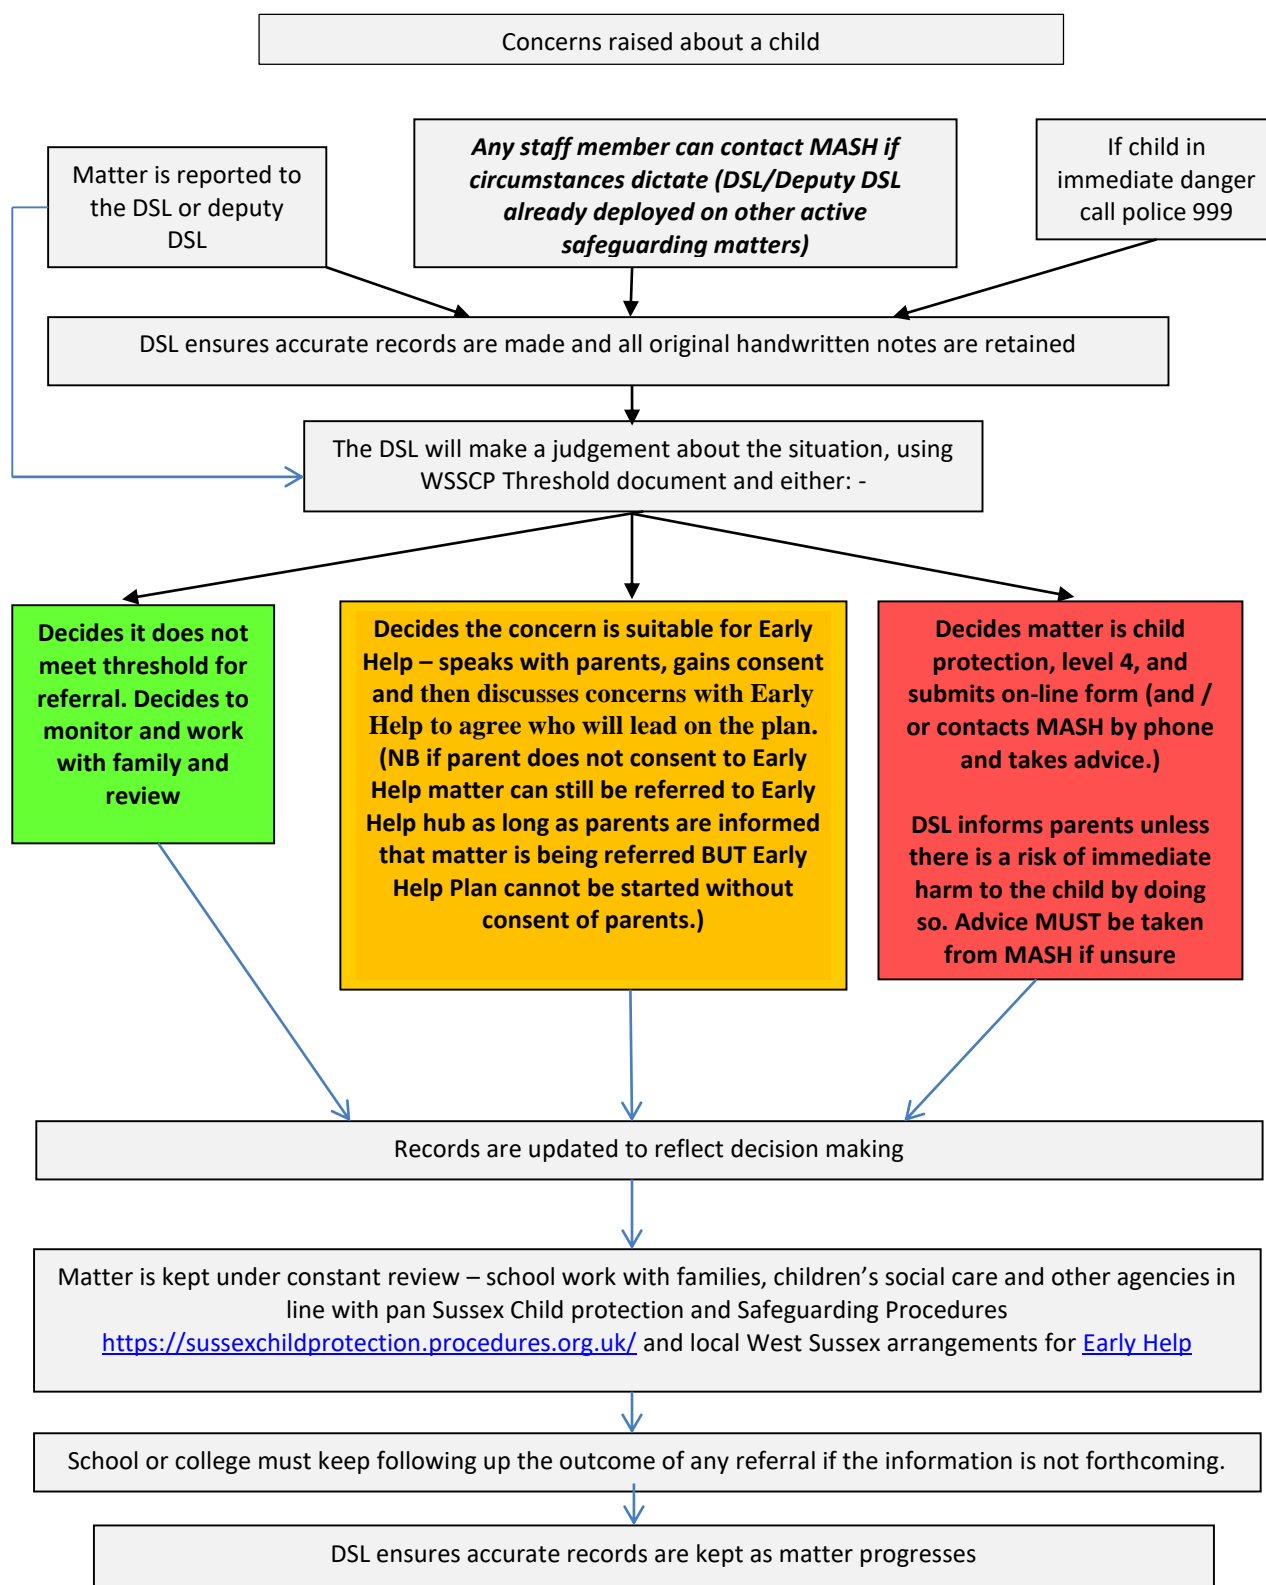 Concerns raised about a child
Matter is reported to
the DSL or deputy
DSL
Any staff member can contact MASH if
circumstances dictate (DSL/Deputy DSL
already deployed on other active
safeguarding matters)
If child in
immediate danger
call police 999
DSL ensures accurate records are made and all original handwritten notes are retained
The DSL will make a judgement about the situation, using
WSSCP Threshold document and either: -
Decides it does not
meet threshold for
referral. Decides to
monitor and work
with family and
review
Decides the concern is suitable for Early
Help – speaks with parents, gains consent
and then discusses concerns with Early
Help to agree who will lead on the plan.
(NB if parent does not consent to Early
Help matter can still be referred to Early
Help hub as long as parents are informed
that matter is being referred BUT Early
Help Plan cannot be started without
consent of parents.)
Decides matter is child
protection, level 4, and
submits on-line form (and /
or contacts MASH by phone
and takes advice.)
DSL informs parents unless
there is a risk of immediate
harm to the child by doing
so. Advice MUST be taken
from MASH if unsure
Records are updated to reflect decision making
Matter is kept under constant review – school work with families, children’s social care and other agencies in
line with pan Sussex Child protection and Safeguarding Procedures
https://sussexchildprotection.procedures.org.uk/ and local West Sussex arrangements for Early Help
School or college must keep following up the outcome of any referral if the information is not forthcoming.
DSL ensures accurate records are kept as matter progresses